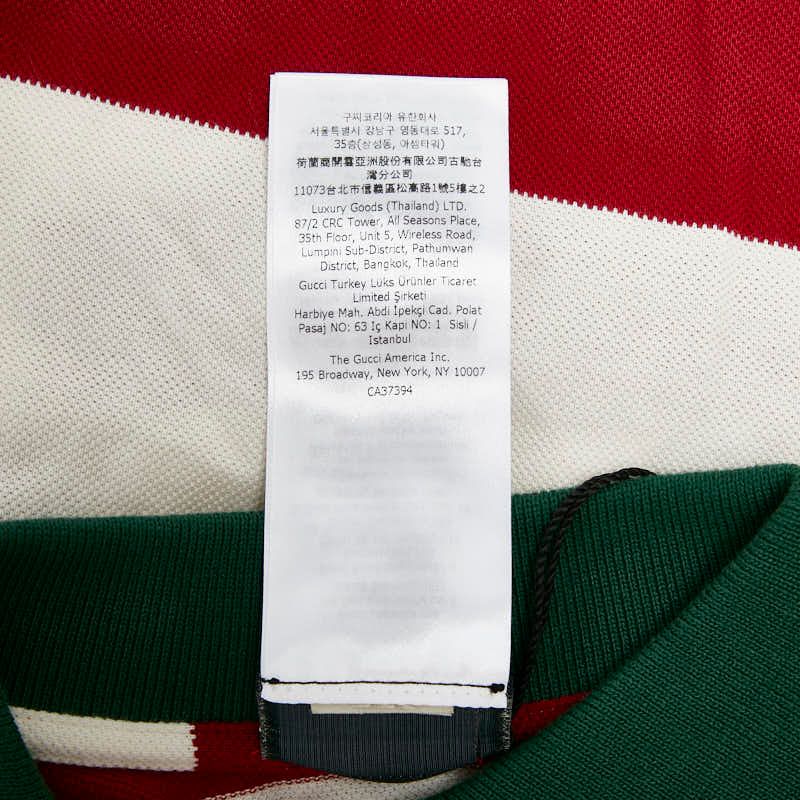 구찌코리아 유한회사
서울특별시 강남구 영동대로 517,
35층(삼성동, 아셈타워)
荷蘭商開雲亞洲股份有限公司古馳台
灣分公司
11073台北市信義區松高路1號5樓之2
Luxury Goods (Thailand) LTD.
87/2 CRC Tower, All Seasons Place,
35th Floor, Unit 5, Wireless Road,
Lumpini Sub-District, Pathumwan
District, Bangkok, Thailand
Gucci Turkey Lüks Ürünler Ticaret
Limited Şirketi
Harbiye Mah. Abdi İpekçi Cad. Polat
Pasaj NO: 63 İç Kapi NO: 1 Sisli /
Istanbul
The Gucci America Inc.
195 Broadway, New York, NY 10007
CA37394